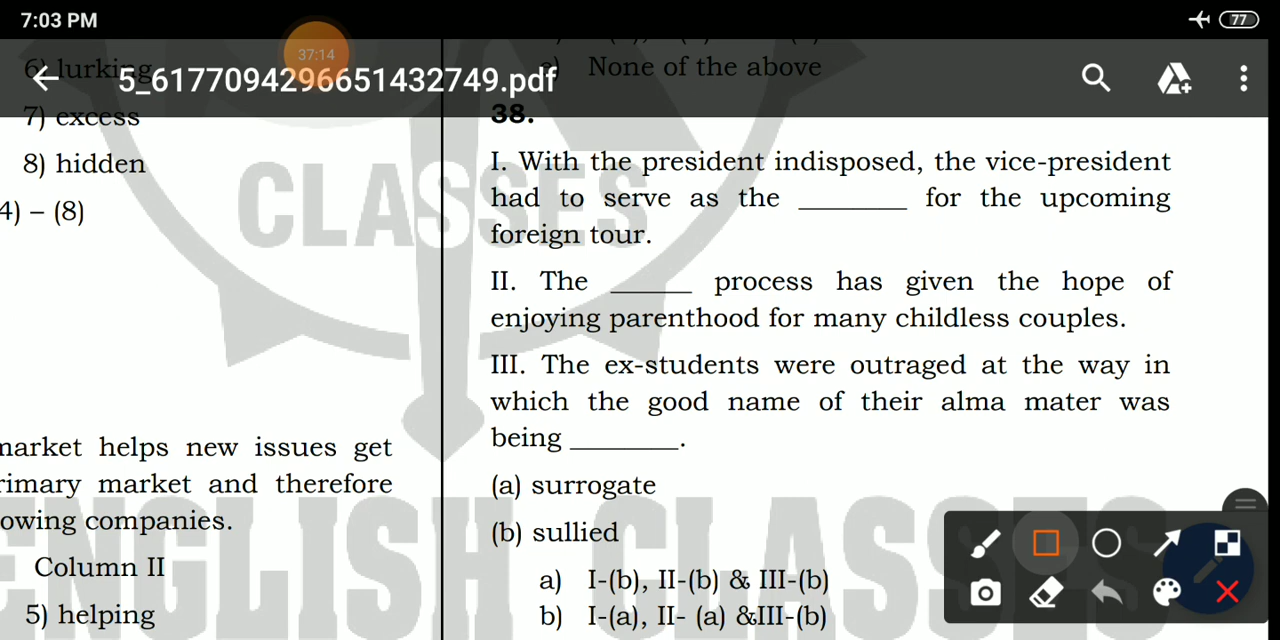 7:03 PM
77
37:14
6) lurking
5_6177094296651432749.pdf
7) excess
8) hidden
4) – (8)
market helps new issues get
rimary market and therefore
owing companies.
Column II
5) helping
None of the above
38.
I. With the president indisposed, the vice-president
had to serve as the ________ for the upcoming
foreign tour.
II. The ______ process has given the hope of
enjoying parenthood for many childless couples.
III. The ex-students were outraged at the way in
which the good name of their alma mater was
being ________.
(a) surrogate
(b) sullied
a) I-(b), II-(b) & III-(b)
b) I-(a), II- (a) &III-(b)
CLASSES
ENGLISH CLASSES